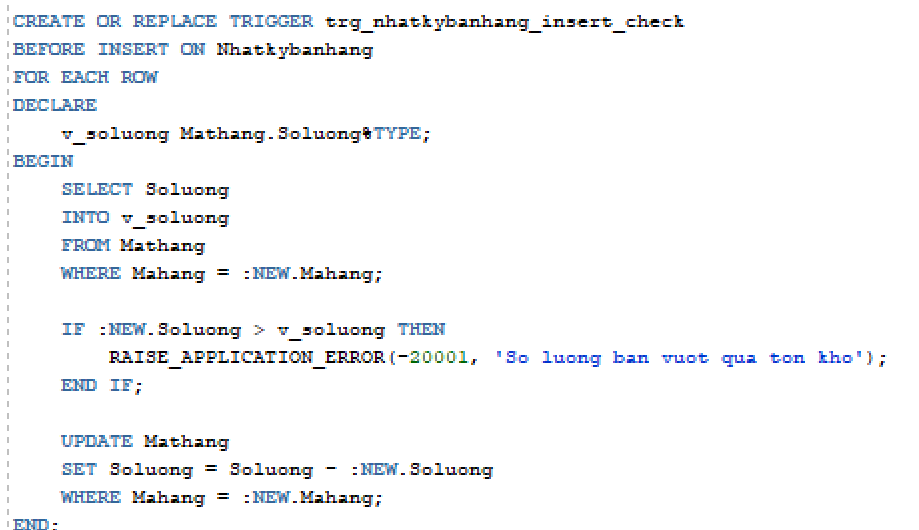 CREATE OR REPLACE TRIGGER trg_nhatkybanhang_insert_check
BEFORE INSERT ON Nhatkybanhang
FOR EACH ROW
DECLARE
    v_soluong Mathang.Soluong%TYPE;
BEGIN
    SELECT Soluong
    INTO v_soluong
    FROM Mathang
    WHERE Mahang = :NEW.Mahang;

    IF :NEW.Soluong > v_soluong THEN
        RAISE_APPLICATION_ERROR(-20001, 'So luong ban vuot qua ton kho');
    END IF;

    UPDATE Mathang
    SET Soluong = Soluong - :NEW.Soluong
    WHERE Mahang = :NEW.Mahang;
END;